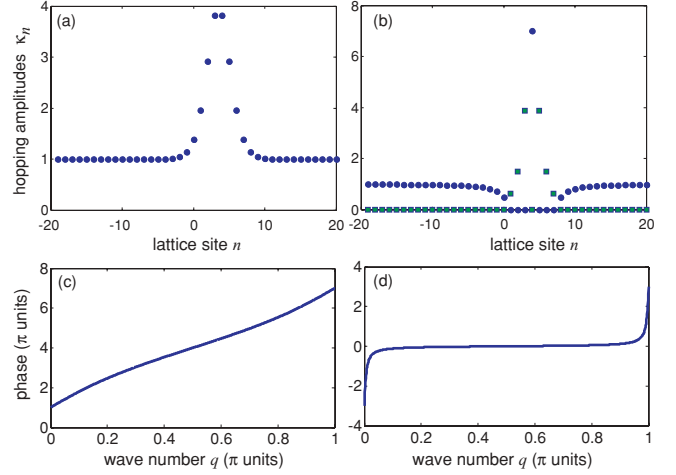 (a) (b)
hopping amplitudes κn
4
3
2
1
0
-20 -10 0 10 20
lattice site n
8
6
4
2
0
-20 -10 0 10 20
lattice site n
(c) (d)
phase (π units)
8
6
4
2
0
0 0.2 0.4 0.6 0.8 1
wave number q (π units)
4
2
0
-2
-4
0 0.2 0.4 0.6 0.8 1
wave number q (π units)